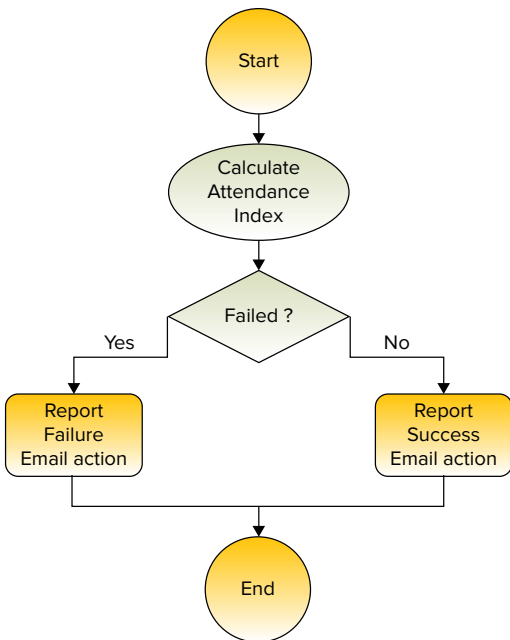 Start
Calculate
Attendance
Index
Failed ?
Yes
No
Report
Failure
Email action
Report
Success
Email action
End